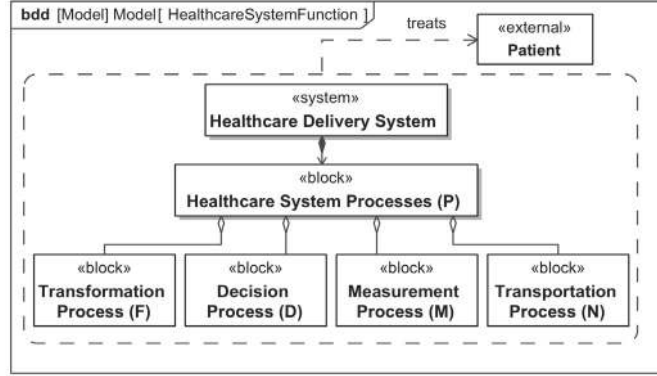 bdd [Model] Model[ HealthcareSystemFunction ]
treats
«external»
Patient
«system»
Healthcare Delivery System
«block»
Healthcare System Processes (P)
«block»
Transformation
Process (F)
«block»
Decision
Process (D)
«block»
Measurement
Process (M)
«block»
Transportation
Process (N)